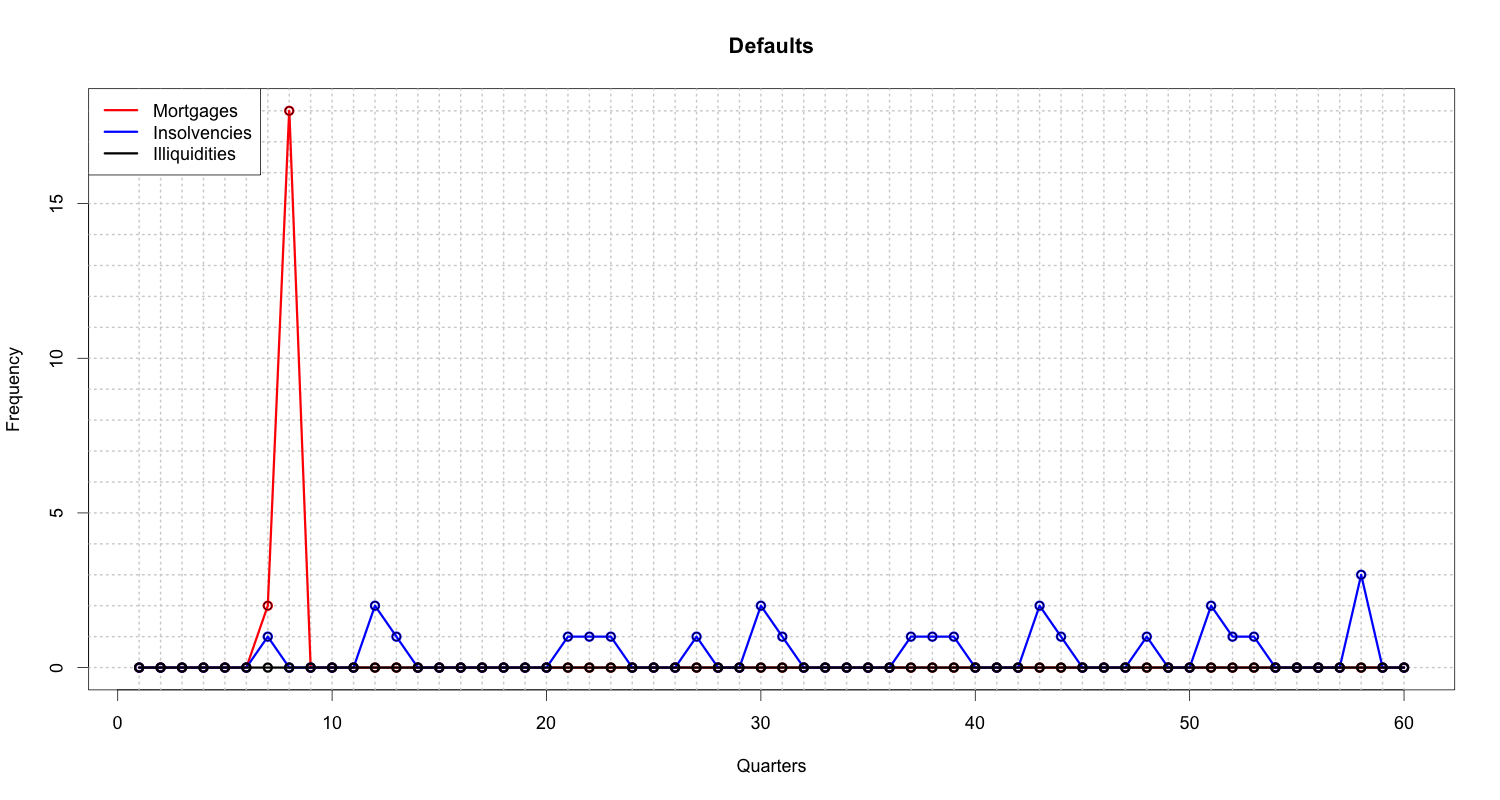 Defaults
Mortgages
Insolvencies
Illiquidities
Frequency
15
10
5
0
0 10 20 30 40 50 60
Quarters